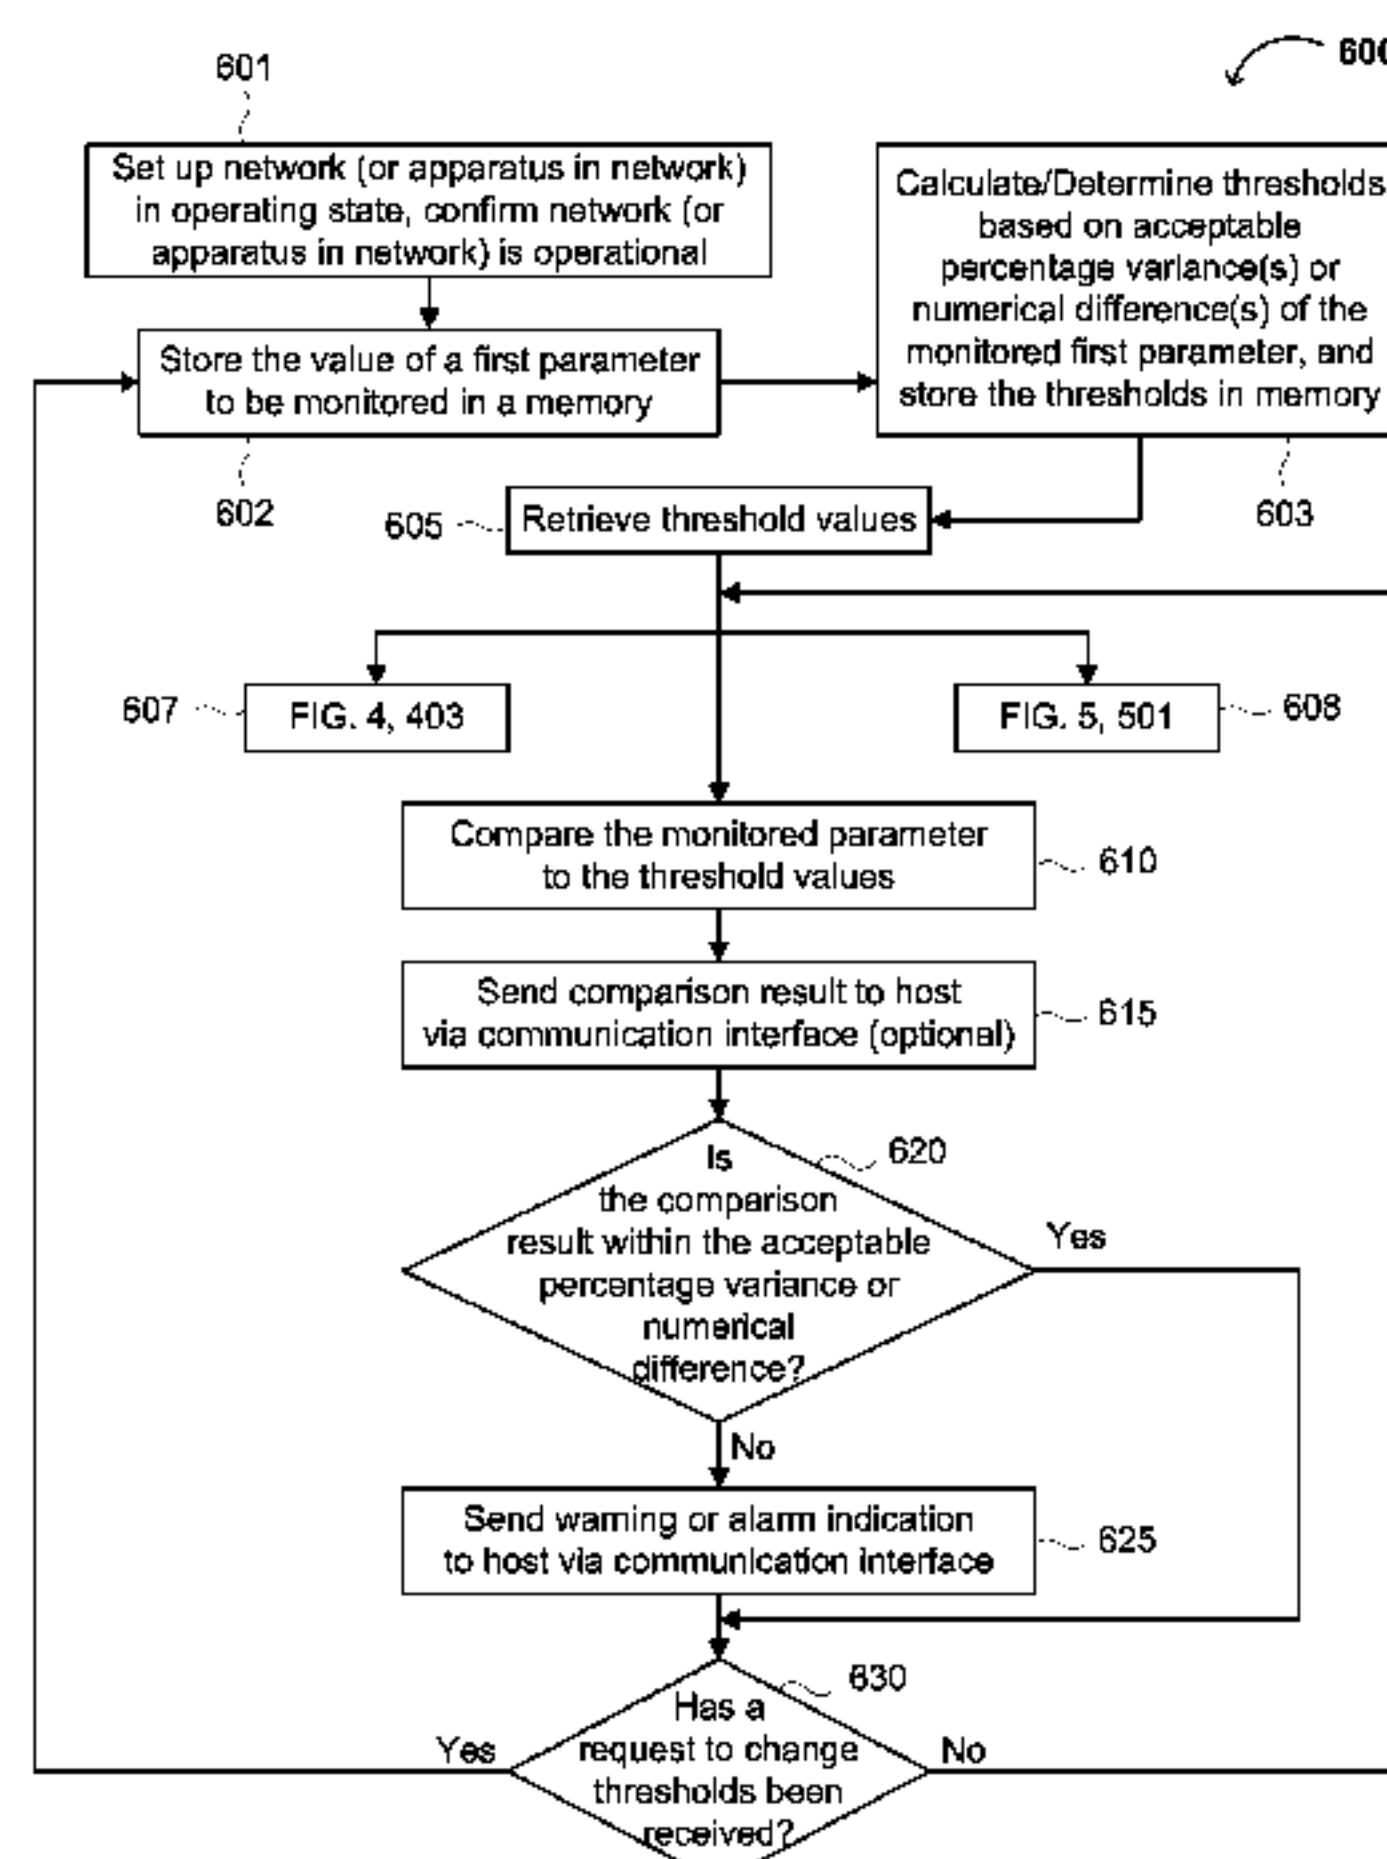 600
601
Set up network (or apparatus in network)
in operating state, confirm network (or
apparatus in network) is operational
Calculate/Determine thresholds
based on acceptable
percentage variance(s) or
numerical difference(s) of the
monitored first parameter, and
store the thresholds in memory
Store the value of a first parameter
to be monitored in a memory
602
603
605
Retrieve threshold values
607
FIG. 4, 403
FIG. 5, 501
608
Compare the monitored parameter
to the threshold values
610
Send comparison result to host
via communication interface (optional)
615
620
Is
the comparison
result within the acceptable
percentage variance or
numerical
difference?
Yes
No
Send warning or alarm indication
to host via communication interface
625
630
Has a
request to change
thresholds been
received?
Yes
No